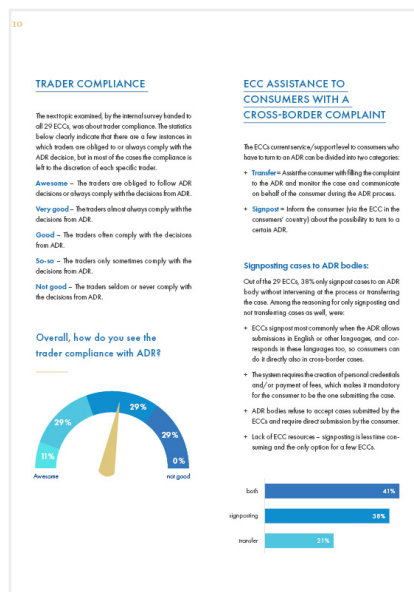 10
TRADER COMPLIANCE
The next topic examined, by the internal survey handed to
all 29 ECCs, was about trader compliance. The statistics
below clearly indicate that there are a few instances in
which traders are obliged to or always comply with the
ADR decision, but in most of the cases the compliance is
left to the discretion of each specific trader.
Awesome – The traders are obliged to follow ADR
decisions or always comply with the decisions from ADR.
Very good – The traders almost always comply with the
decisions from ADR.
Good – The traders often comply with the decisions
from ADR.
So-so – The traders only sometimes comply with the
decisions from ADR.
Not good – The traders seldom or never comply with
the decisions from ADR.
Overall, how do you see the
trader compliance with ADR?
11%
29%
29%
29%
0%
Awesome
not good
ECC ASSISTANCE TO
CONSUMERS WITH A
CROSS-BORDER COMPLAINT
The ECCs current service/support level to consumers who
have to turn to an ADR can be divided into two categories:
+ Transfer = Assist the consumer with filling the complaint
to the ADR and monitor the case and communicate
on behalf of the consumer during the ADR process.
+ Signpost = Inform the consumer (via the ECC in the
consumers' country) about the possibility to turn to a
certain ADR.
Signposting cases to ADR bodies:
Out of the 29 ECCs, 38% only signpost cases to an ADR
body without intervening at the process or transferring
the case. Among the reasoning for only signposting and
not transferring cases as well, were:
+ ECCs signpost most commonly when the ADR allows
submissions in English or other languages, and cor-
responds in these languages too, so consumers can
do it directly also in cross-border cases.
+ The system requires the creation of personal credentials
and/or payment of fees, which makes it mandatory
for the consumer to be the one submitting the case.
+ ADR bodies refuse to accept cases submitted by the
ECCs and require direct submission by the consumer.
+ Lack of ECC resources – signposting is less time con-
suming and the only option for a few ECCs.
both 41%
signposting 38%
transfer 21%